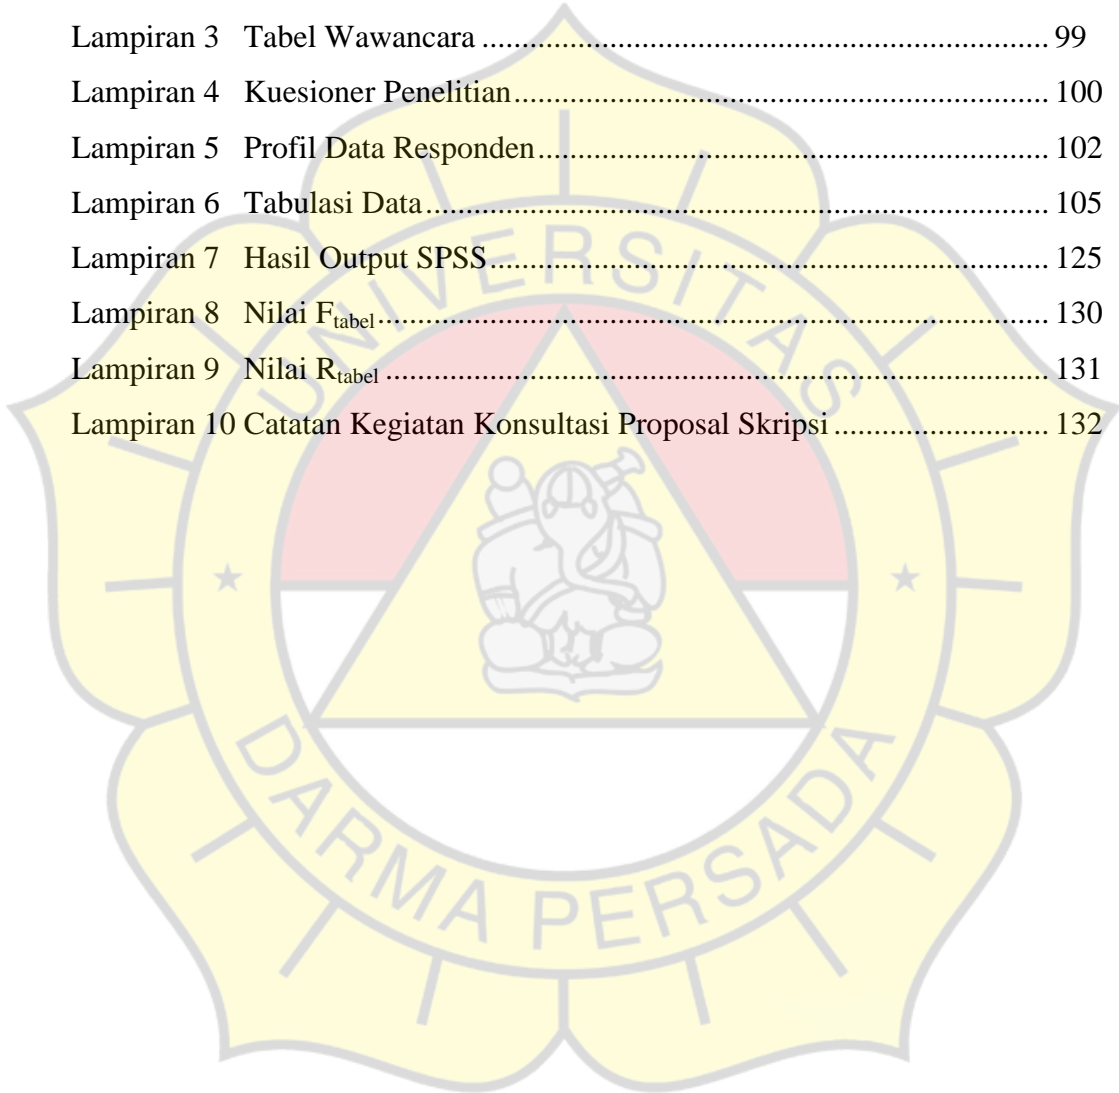 Lampiran 3 Tabel Wawancara ...................................................................... 99
Lampiran 4 Kuesioner Penelitian .................................................................. 100
Lampiran 5 Profil Data Responden ............................................................... 102
Lampiran 6 Tabulasi Data ............................................................................. 105
Lampiran 7 Hasil Output SPSS ..................................................................... 125
Lampiran 8 Nilai Ftabel ................................................................................... 130
Lampiran 9 Nilai Rtabel .................................................................................. 131
Lampiran 10 Catatan Kegiatan Konsultasi Proposal Skripsi .......................... 132
UNIVERSITAS
DARMA PERSADA